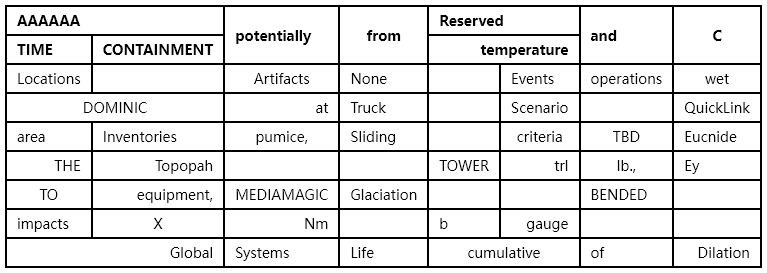 AAAAAA potentially from Reserved and C
TIME CONTAINMENT temperature
Locations Artifacts None Events operations wet
DOMINIC at Truck Scenario QuickLink
area Inventories pumice, Sliding criteria TBD Eucnide
THE Topopah TOWER trl lb., Ey
TO equipment, MEDIAMAGIC Glaciation BENDED
impacts X Nm b gauge
Global Systems Life cumulative of Dilation